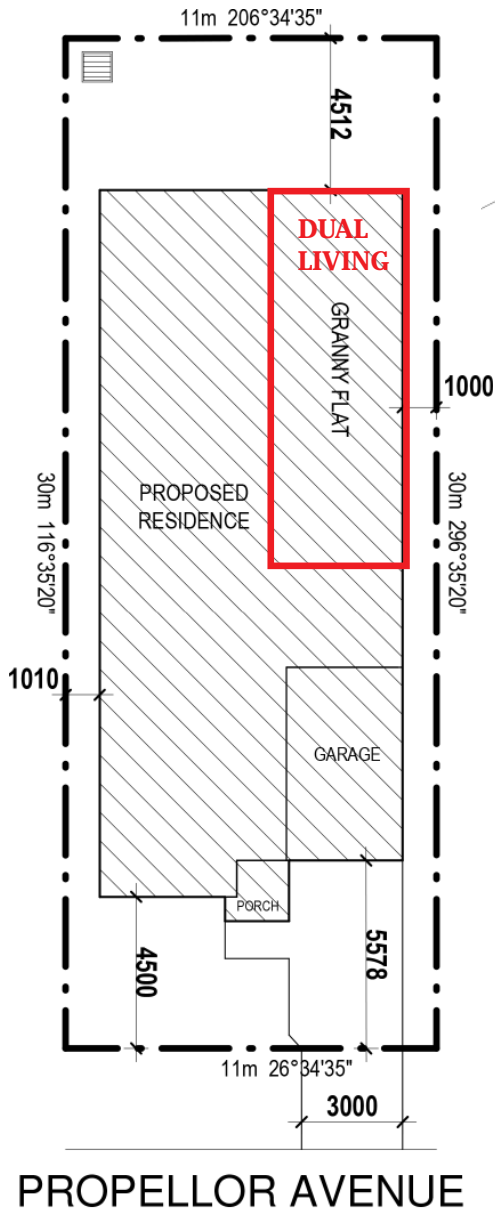 11m 206°34'35"
4512
DUAL
LIVING
GRANNY FLAT
1000
PROPOSED
RESIDENCE
30m 116°35'20"
30m 296°35'20"
1010
GARAGE
PORCH
4500
5578
11m 26°34'35"
3000
PROPELLOR AVENUE